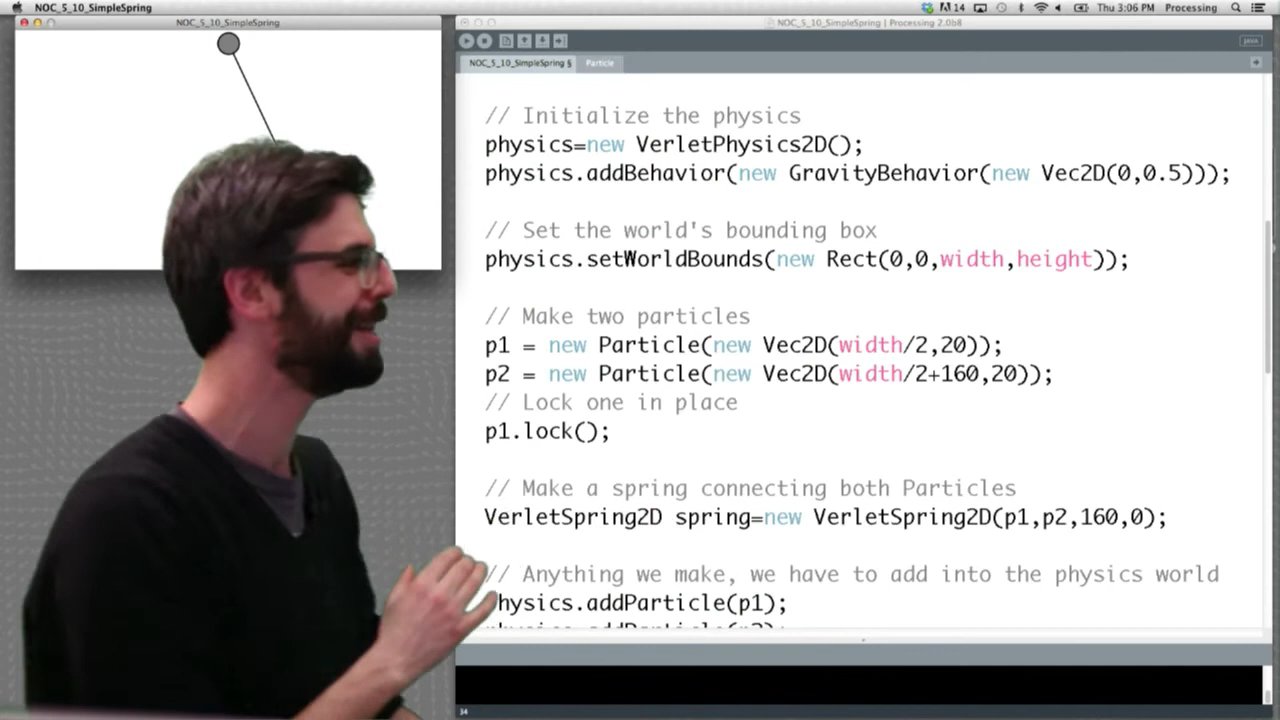 NOC_5_10_SimpleSpring
14
Thu 3:06 PM Processing
NOC_5_10_SimpleSpring
NOC_5_10_SimpleSpring | Processing 2.0b8
java
NOC_5_10_SimpleSpring §
Particle
// Initialize the physics
physics=new VerletPhysics2D();
physics.addBehavior(new GravityBehavior(new Vec2D(0,0.5)));
// Set the world's bounding box
physics.setWorldBounds(new Rect(0,0,width,height));
// Make two particles
p1 = new Particle(new Vec2D(width/2,20));
p2 = new Particle(new Vec2D(width/2+160,20));
// Lock one in place
p1.lock();
// Make a spring connecting both Particles
VerletSpring2D spring=new VerletSpring2D(p1,p2,160,0);
// Anything we make, we have to add into the physics world
physics.addParticle(p1);
34